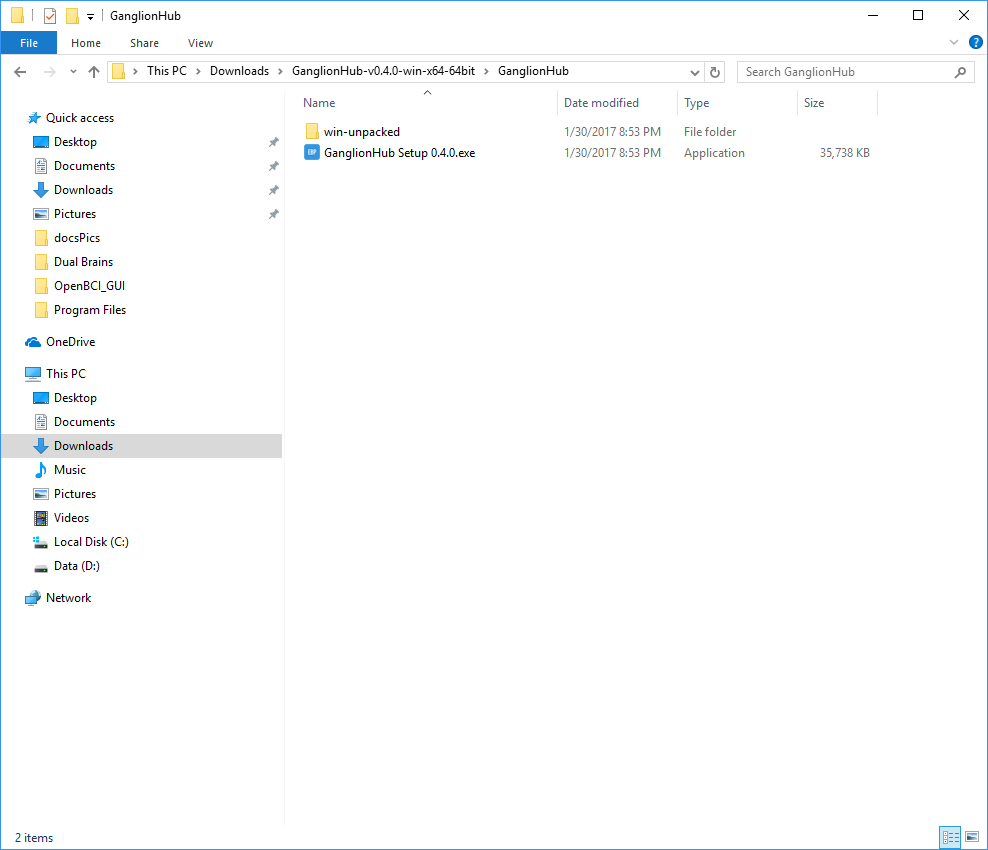 GanglionHub
File Home Share View
This PC > Downloads > GanglionHub-v0.4.0-win-x64-64bit > GanglionHub
Search GanglionHub
Name Date modified Type Size
win-unpacked 1/30/2017 8:53 PM File folder
GanglionHub Setup 0.4.0.exe 1/30/2017 8:53 PM Application 35,738 KB
Quick access
Desktop
Documents
Downloads
Pictures
docsPics
Dual Brains
OpenBCI_GUI
Program Files
OneDrive
This PC
Desktop
Documents
Downloads
Music
Pictures
Videos
Local Disk (C:)
Data (D:)
Network
2 items